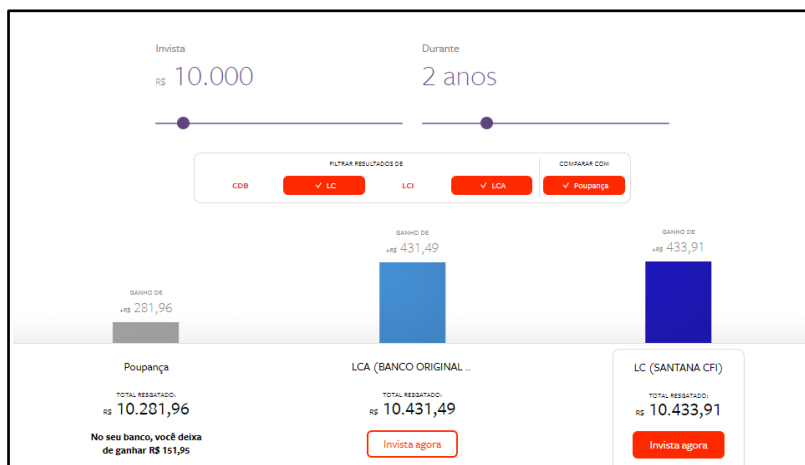 Invista
R$ 10.000
Durante
2 anos
FILTRAR RESULTADOS DE
COMPARAR COM
CDB
✓ LC
LCI
✓ LCA
✓ Poupança
GANHO DE
+R$ 281,96
GANHO DE
+R$ 431,49
GANHO DE
+R$ 433,91
Poupança
TOTAL RESGATADO:
R$ 10.281,96
No seu banco, você deixa
de ganhar R$ 151,95
LCA (BANCO ORIGINAL ...
TOTAL RESGATADO:
R$ 10.431,49
Invista agora
LC (SANTANA CFI)
TOTAL RESGATADO:
R$ 10.433,91
Invista agora